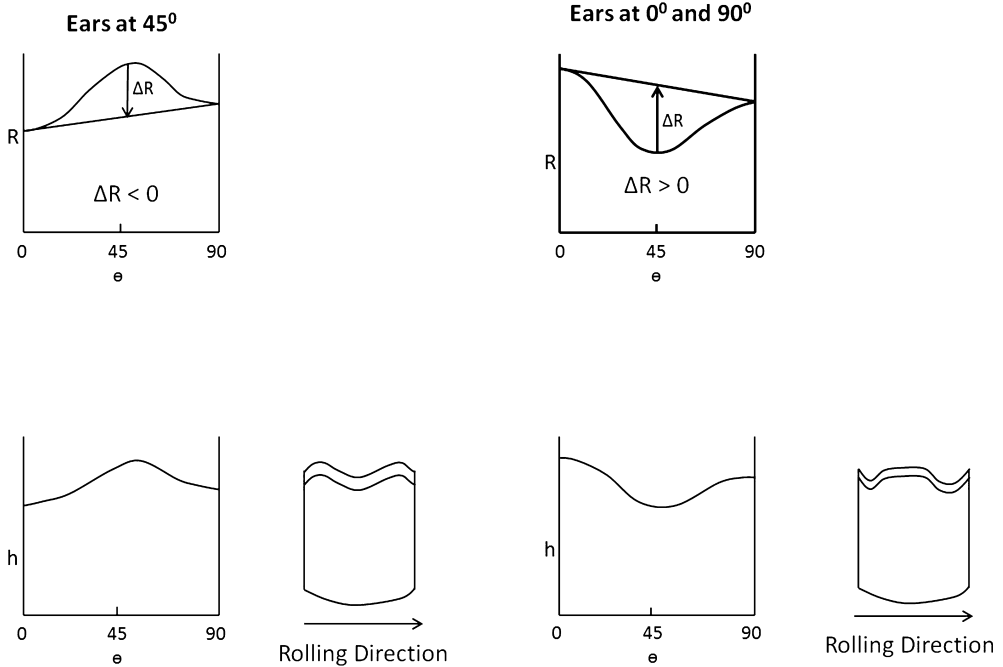 Ears at 45⁰
Ears at 0⁰ and 90⁰
R
ΔR
ΔR < 0
0 45 90
ɵ
R
ΔR
ΔR > 0
0 45 90
ɵ
h
0 45 90
ɵ
Rolling Direction
h
0 45 90
ɵ
Rolling Direction